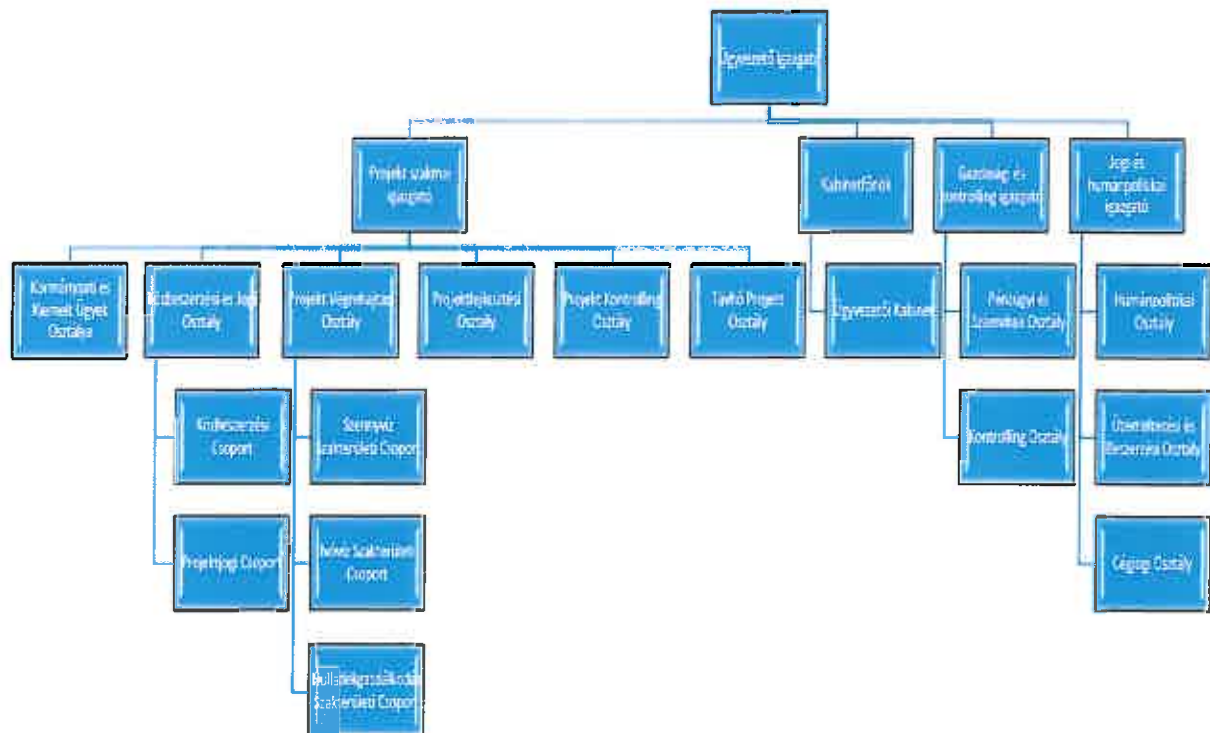 Ügyvezető igazgató
Projekt szakmai
igazgató
Kabinetfőnök
Gazdasági és
kontrolling igazgató
Jogi és
humánpolitikai
igazgató
Kormányzati és
Kiemelt Ügyek
Osztálya
Közbeszerzési és Jogi
Osztály
Projekt Végrehajtási
Osztály
Projektfejlesztési
Osztály
Projekt Kontrolling
Osztály
Távhő Projekt
Osztály
Ügyvezetői Kabinet
Pénzügyi és
Számviteli Osztály
Humánpolitikai
Osztály
Közbeszerzési
Csoport
Szennyvíz
Szakterületi Csoport
Kontrolling Osztály
Üzemeltetési és
Beszerzési Osztály
Projektjogi Csoport
Ivóvíz Szakterületi
Csoport
Cégjogi Osztály
Hulladékgazdálkodási
Szakterületi Csoport